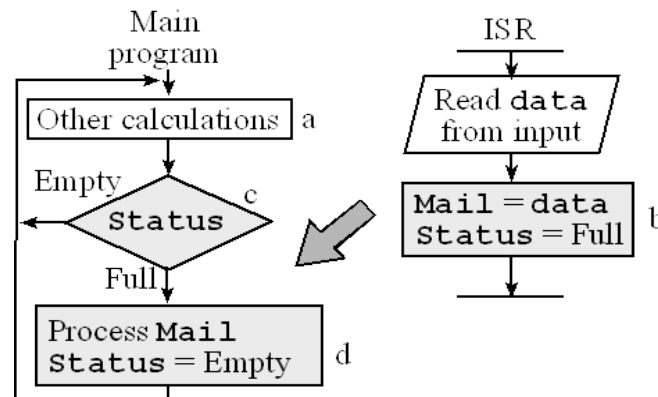 Main
program
Other calculations
a
Empty
c
Status
Full
Process Mail
Status = Empty
d
ISR
Read data
from input
Mail = data
Status = Full
b